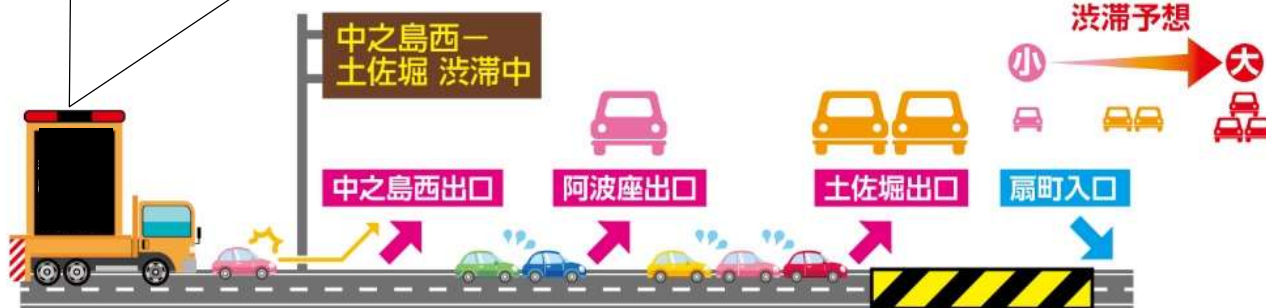 中之島西ー
土佐堀 渋滞中
渋滞予想
小
大
中之島西出口
阿波座出口
土佐堀出口
扇町入口